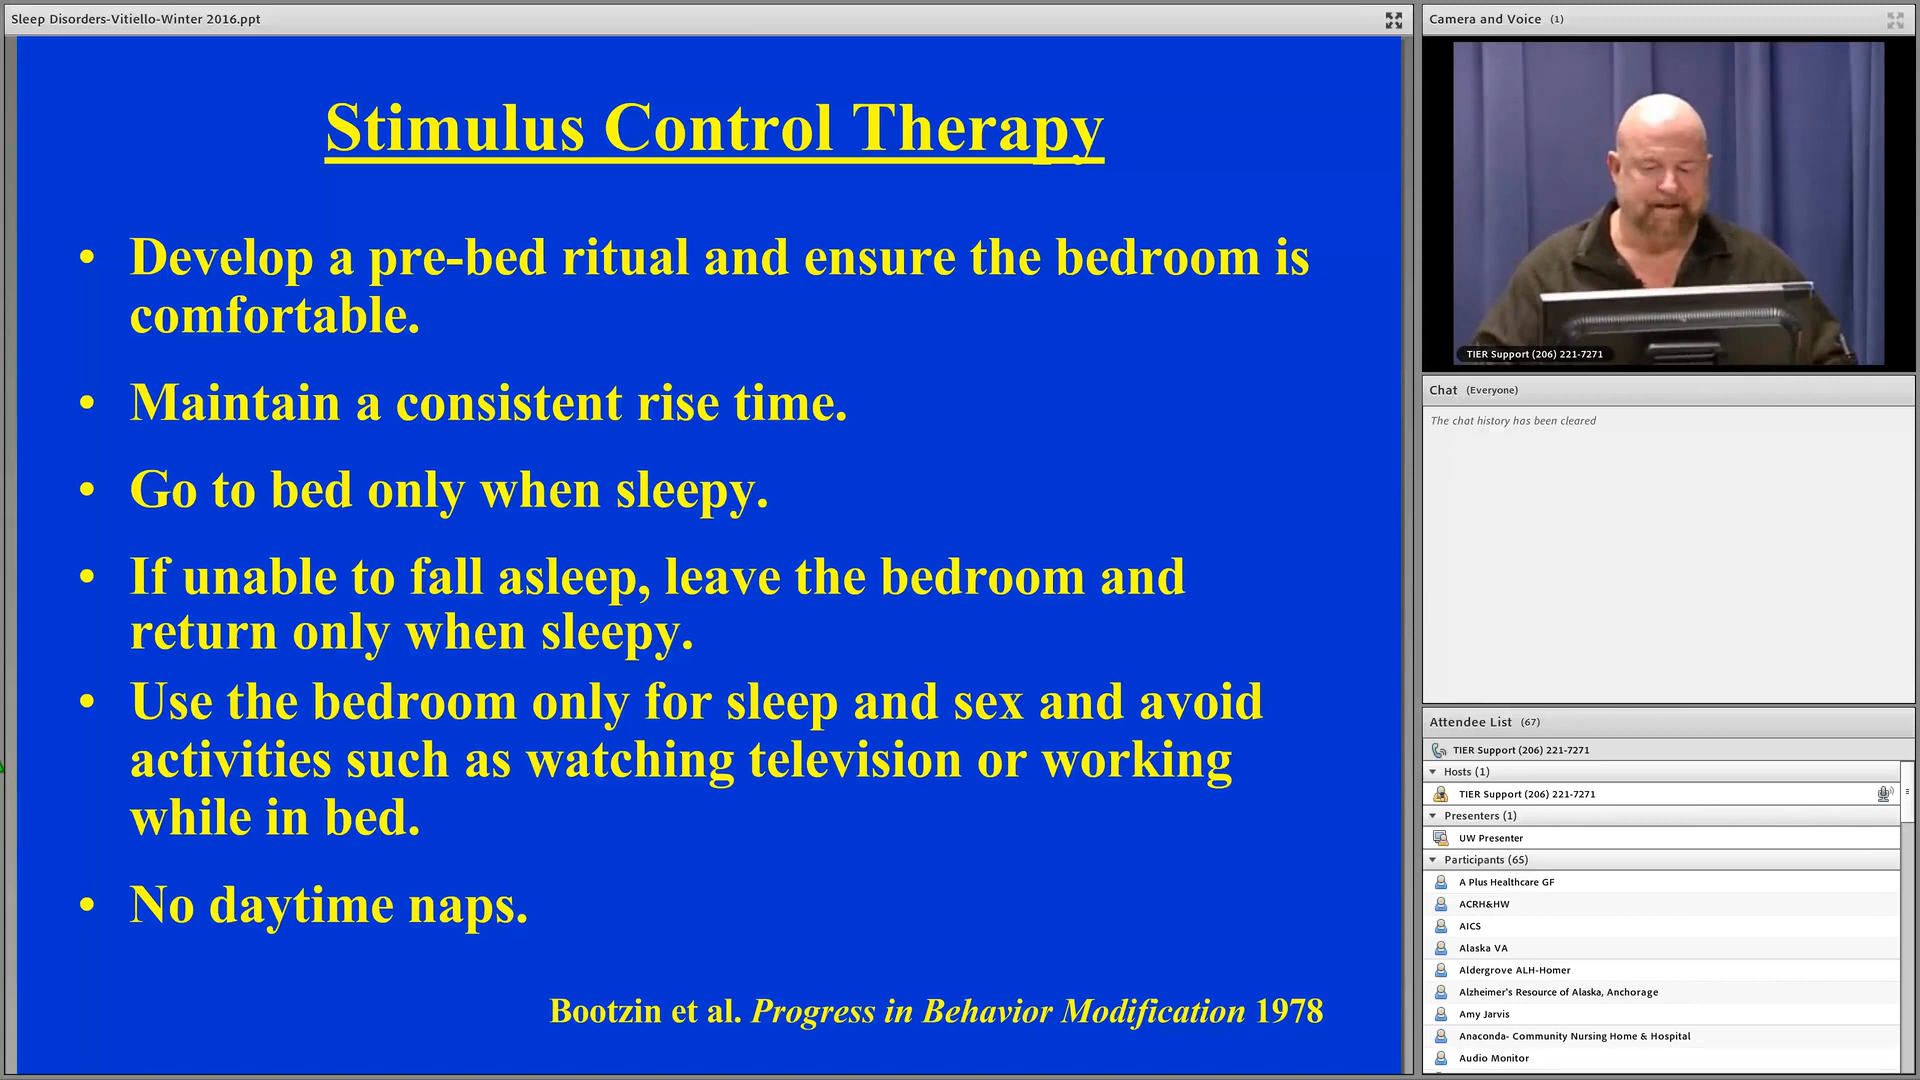 Sleep Disorders-Vitiello-Winter 2016.ppt
Stimulus Control Therapy
• Develop a pre-bed ritual and ensure the bedroom is
comfortable.
• Maintain a consistent rise time.
• Go to bed only when sleepy.
• If unable to fall asleep, leave the bedroom and
return only when sleepy.
• Use the bedroom only for sleep and sex and avoid
activities such as watching television or working
while in bed.
• No daytime naps.
Bootzin et al. Progress in Behavior Modification 1978
Camera and Voice (1)
TIER Support (206) 221-7271
Chat (Everyone)
The chat history has been cleared
Attendee List (67)
TIER Support (206) 221-7271
Hosts (1)
TIER Support (206) 221-7271
Presenters (1)
UW Presenter
Participants (65)
A Plus Healthcare GF
ACRH&HW
AICS
Alaska VA
Aldergrove ALH-Homer
Alzheimer's Resource of Alaska, Anchorage
Amy Jarvis
Anaconda- Community Nursing Home & Hospital
Audio Monitor